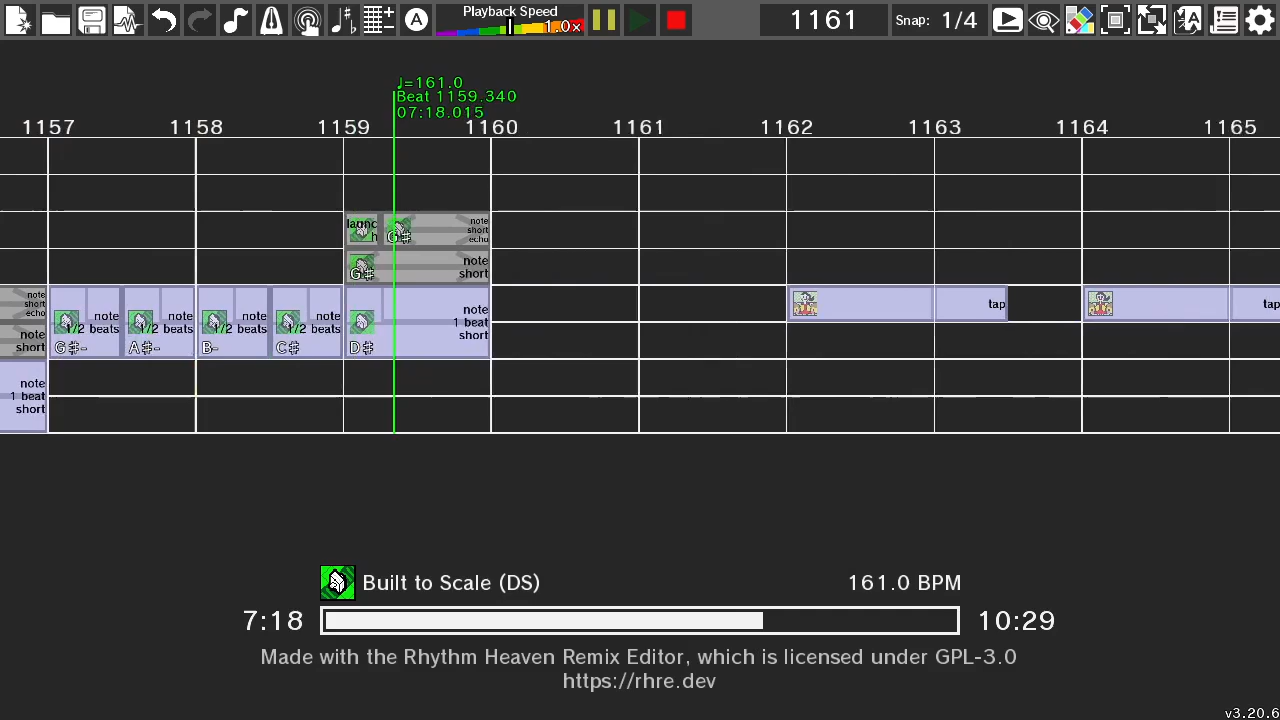 Playback Speed
1.0x
A
1161
Snap: 1/4
A
♩=161.0
Beat 1159.340
07:18.015
1157 1158 1159 1160 1161 1162 1163 1164 1165
launc
h
G#
note
short
echo
G#
note
short
note
short
echo
note
short
note
1/2 beats
G#-
note
1/2 beats
A#-
note
1/2 beats
B-
note
1/2 beats
C#
note
1 beat
short
D#
tap
tap
note
1 beat
short
Built to Scale (DS) 161.0 BPM
7:18 10:29
Made with the Rhythm Heaven Remix Editor, which is licensed under GPL-3.0
https://rhre.dev
v3.20.6